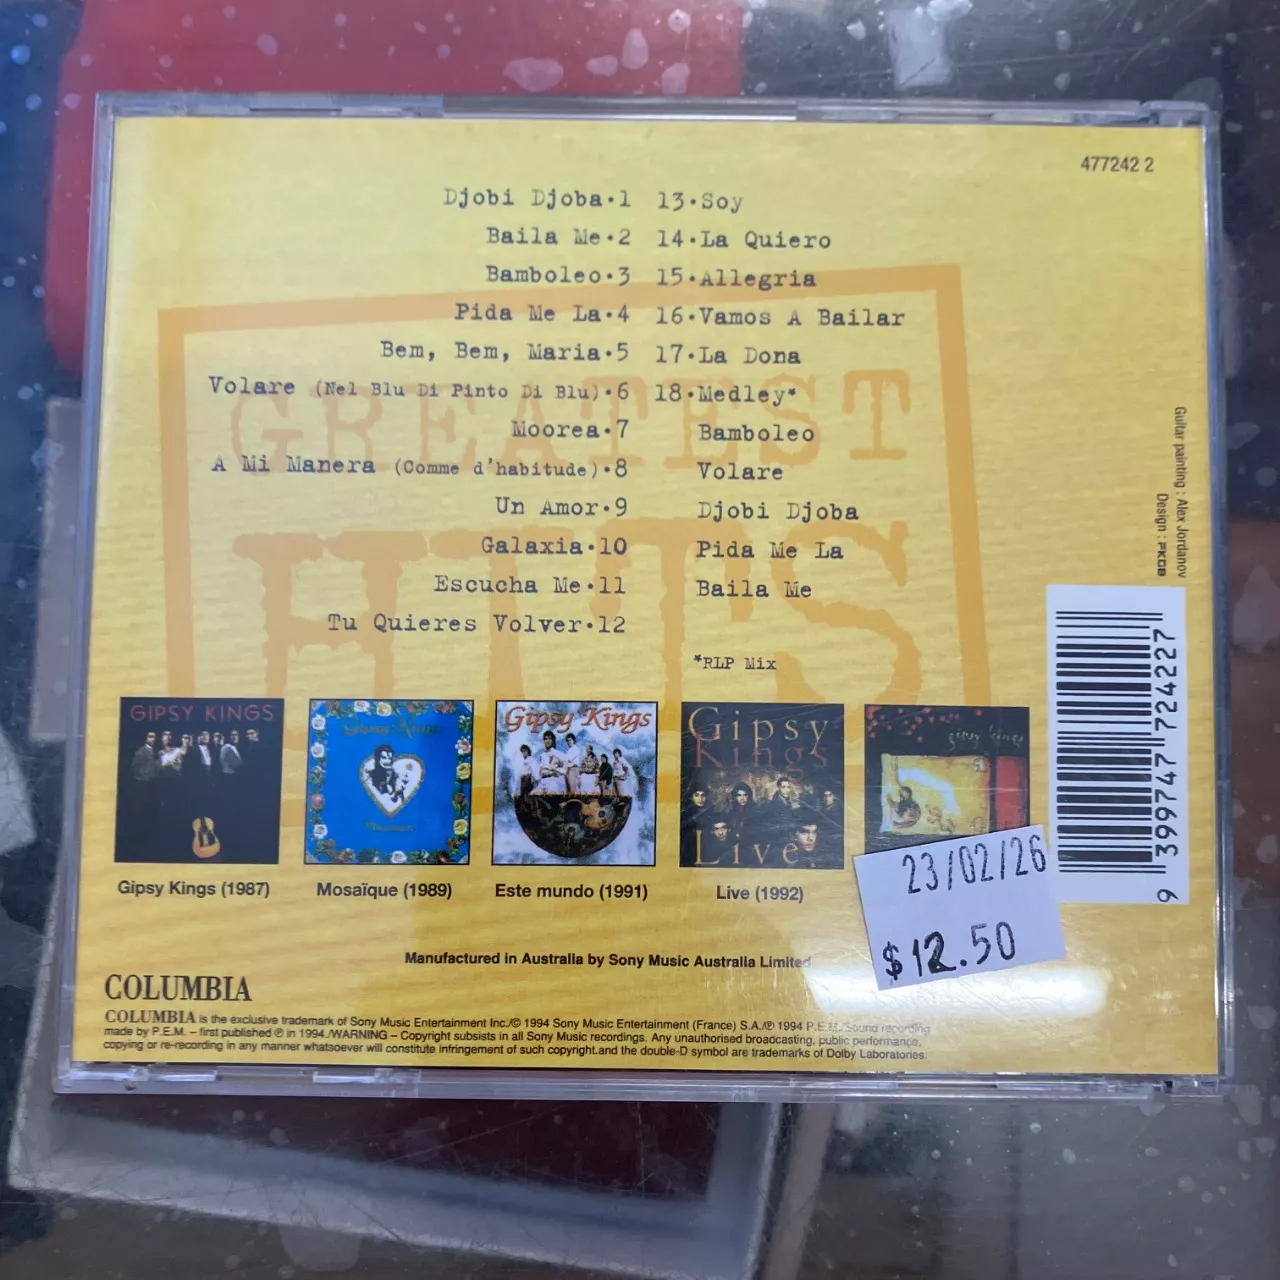 477242 2
Djobi Djoba•1
Baila Me•2
Bamboleo•3
Pida Me La•4
Bem, Bem, Maria•5
Volare (Nel Blu Di Pinto Di Blu)•6
Moorea•7
A Mi Manera (Comme d'habitude)•8
Un Amor•9
Galaxia•10
Escucha Me•11
Tu Quieres Volver•12
13•Soy
14•La Quiero
15•Allegria
16•Vamos A Bailar
17•La Dona
18•Medley*
Bamboleo
Volare
Djobi Djoba
Pida Me La
Baila Me
*RLP Mix
GREATEST
HITS
Guitar painting : Alex Jordanov
Design : PKGB
9 399747 724227
GIPSY KINGS
Gipsy Kings
Gipsy Kings
Gipsy
Kings
Live
gipsy kings
Gipsy Kings (1987)
Mosaïque (1989)
Este mundo (1991)
Live (1992)
23/02/26
$12.50
Manufactured in Australia by Sony Music Australia Limited
COLUMBIA
COLUMBIA is the exclusive trademark of Sony Music Entertainment Inc./© 1994 Sony Music Entertainment (France) S.A./℗ 1994 P.E.M./Sound recording
made by P.E.M. – first published ℗ in 1994./WARNING – Copyright subsists in all Sony Music recordings. Any unauthorised broadcasting, public performance,
copying or re-recording in any manner whatsoever will constitute infringement of such copyright.and the double-D symbol are trademarks of Dolby Laboratories.